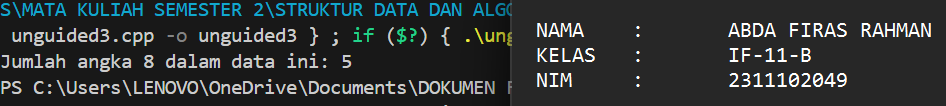 S\MATA KULIAH SEMESTER 2\STRUKTUR DATA DAN ALGO
unguided3.cpp -o unguided3 } ; if ($?) { .\ung
Jumlah angka 8 dalam data ini: 5
PS C:\Users\LENOVO\OneDrive\Documents\DOKUMEN
NAMA : ABDA FIRAS RAHMAN
KELAS : IF-11-B
NIM : 2311102049